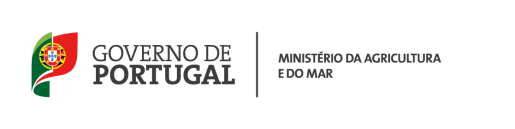 GOVERNO DE
PORTUGAL
MINISTÉRIO DA AGRICULTURA
E DO MAR